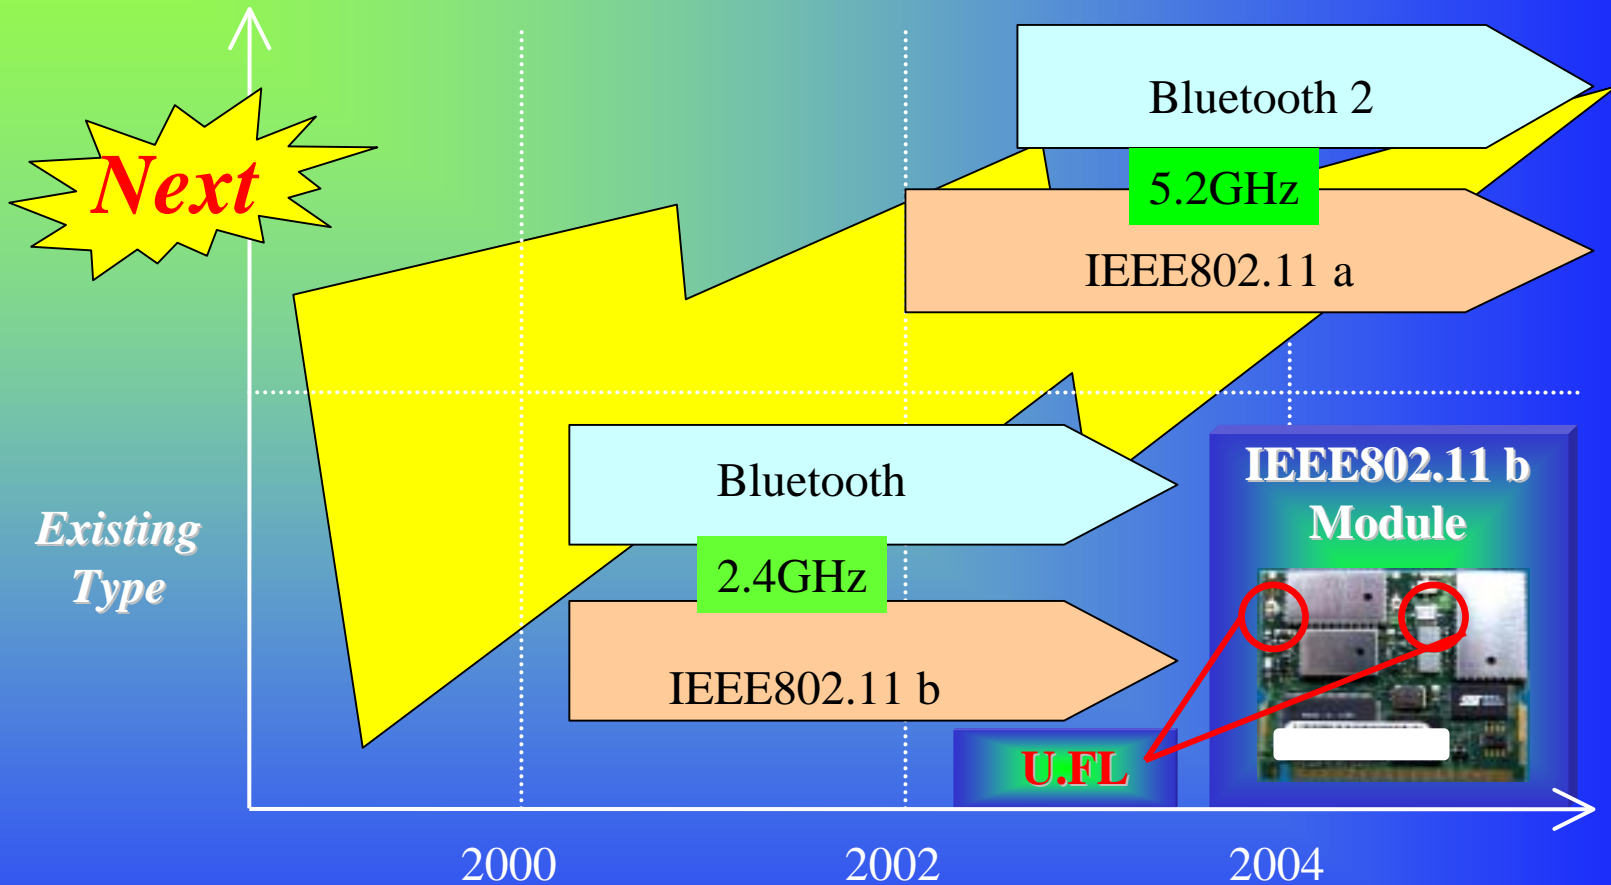 Bluetooth 2
Next
5.2GHz
IEEE802.11 a
Bluetooth
IEEE802.11 b
Module
Existing
Type
2.4GHz
IEEE802.11 b
U.FL
2000
2002
2004